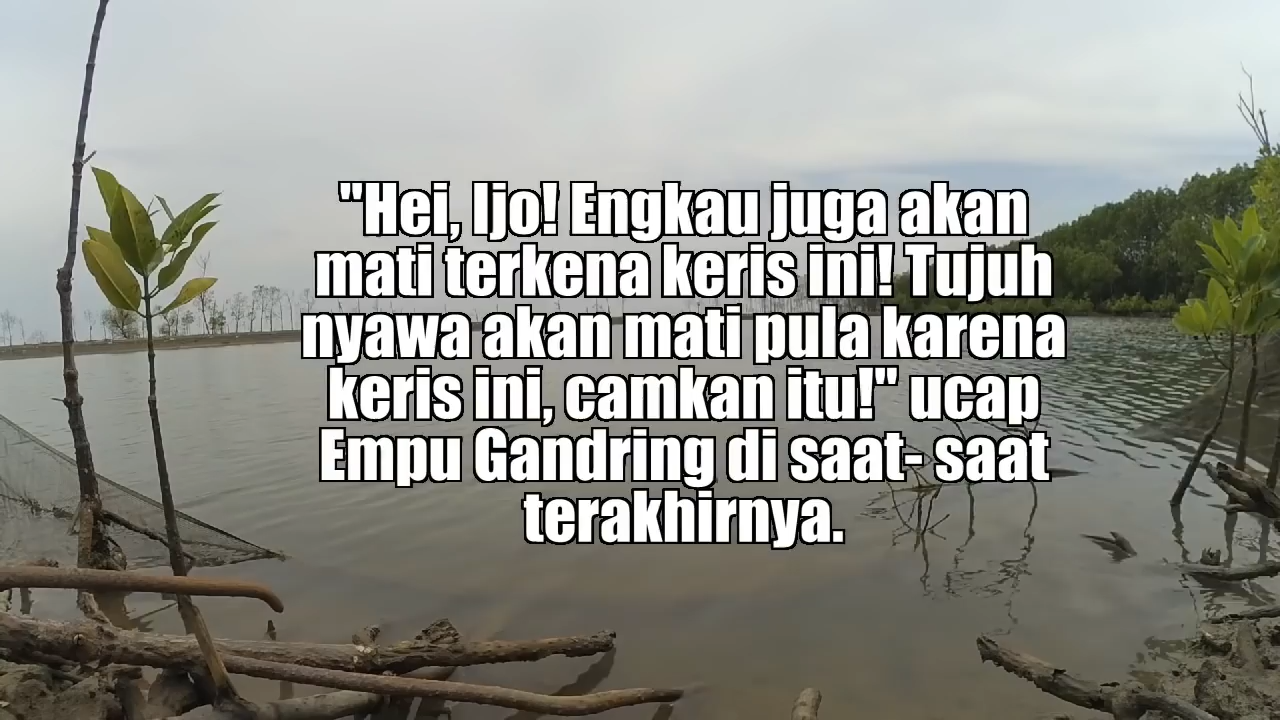 "Hei, Ijo! Engkau juga akan
mati terkena keris ini! Tujuh
nyawa akan mati pula karena
keris ini, camkan itu!" ucap
Empu Gandring di saat- saat
terakhirnya.